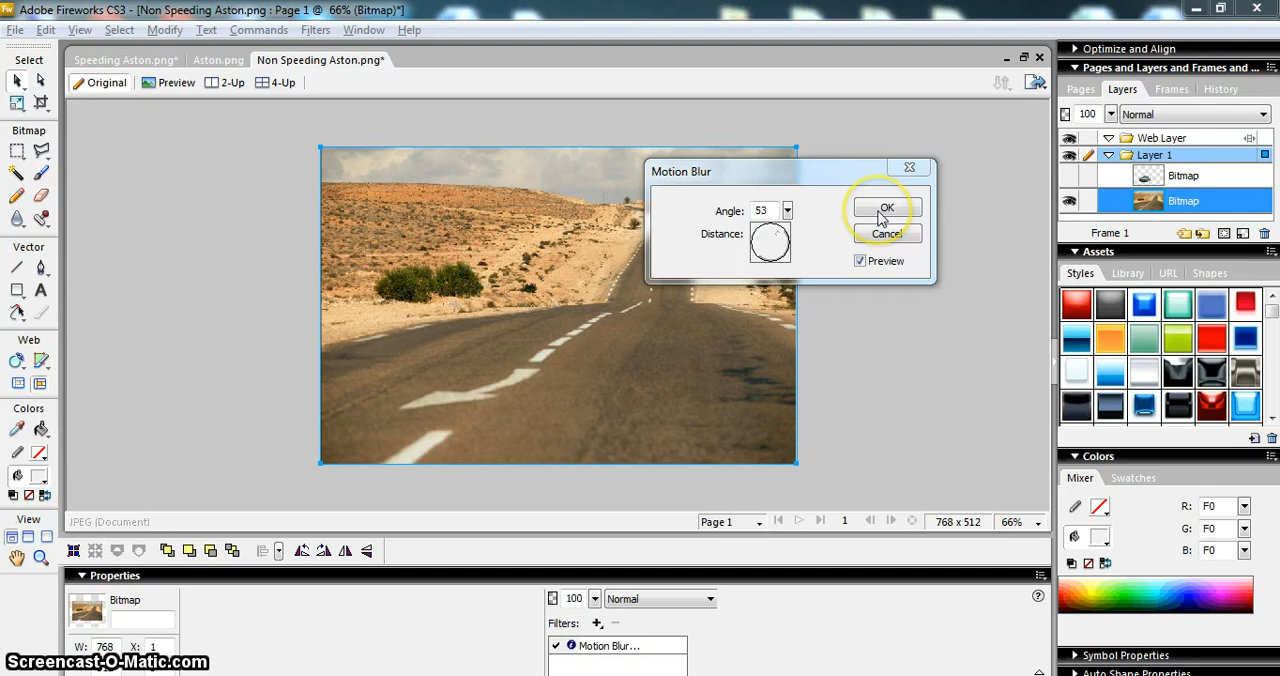 Adobe Fireworks CS3 - [Non Speeding Aston.png : Page 1 @ 66% (Bitmap)*]
File Edit View Select Modify Text Commands Filters Window Help
Select
Bitmap
Vector
Web
Colors
View
Speeding Aston.png* Aston.png Non Speeding Aston.png*
Original Preview 2-Up 4-Up
Motion Blur
Angle: 53
Distance:
OK
Cancel
Preview
JPEG (Document)
Page 1 1 768 x 512 66%
Properties
Bitmap
W: 768 X: 1
100 Normal
Filters:
Motion Blur...
Optimize and Align
Pages and Layers and Frames and ...
Pages Layers Frames History
100 Normal
Web Layer
Layer 1
Bitmap
Bitmap
Frame 1
Assets
Styles Library URL Shapes
Colors
Mixer Swatches
R: F0
G: F0
B: F0
Symbol Properties
Auto Shape Properties
Screencast-O-Matic.com